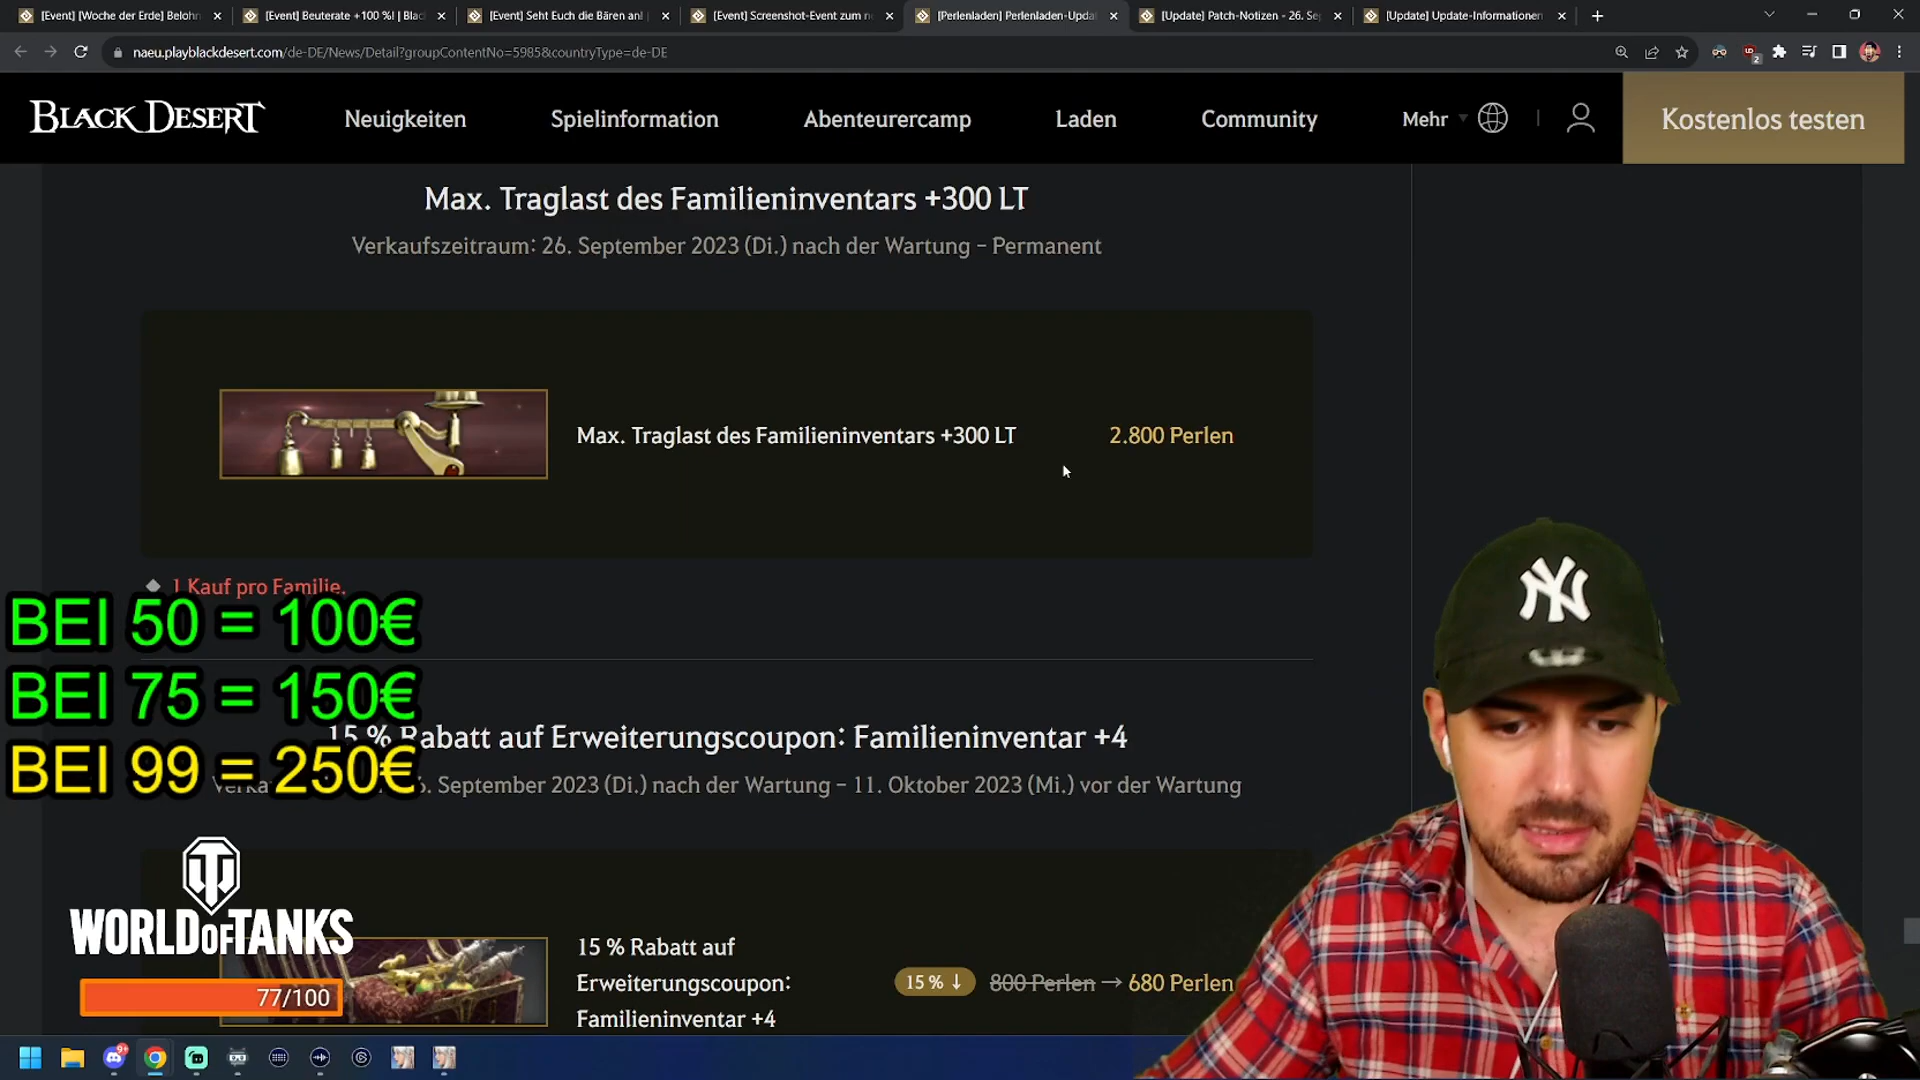 [Event] [Woche der Erde] Belohn
[Event] Beuterate +100 %! | Blac
[Event] Seht Euch die Bären an! |
[Event] Screenshot-Event zum n
[Perlenladen] Perlenladen-Upda
[Update] Patch-Notizen - 26. Se
[Update] Update-Informationen
naeu.playblackdesert.com/de-DE/News/Detail?groupContentNo=5985&countryType=de-DE
2
BLACK DESERT
Neuigkeiten
Spielinformation
Abenteurercamp
Laden
Community
Mehr
Kostenlos testen
Max. Traglast des Familieninventars +300 LT
Verkaufszeitraum: 26. September 2023 (Di.) nach der Wartung – Permanent
Max. Traglast des Familieninventars +300 LT
2.800 Perlen
1 Kauf pro Familie.
BEI 50 = 100€
BEI 75 = 150€
BEI 99 = 250€
15 % Rabatt auf Erweiterungscoupon: Familieninventar +4
September 2023 (Di.) nach der Wartung – 11. Oktober 2023 (Mi.) vor der Wartung
NY
WORLD OF TANKS
77/100
15 % Rabatt auf
Erweiterungscoupon:
Familieninventar +4
15 % ↓ 800 Perlen → 680 Perlen
9+